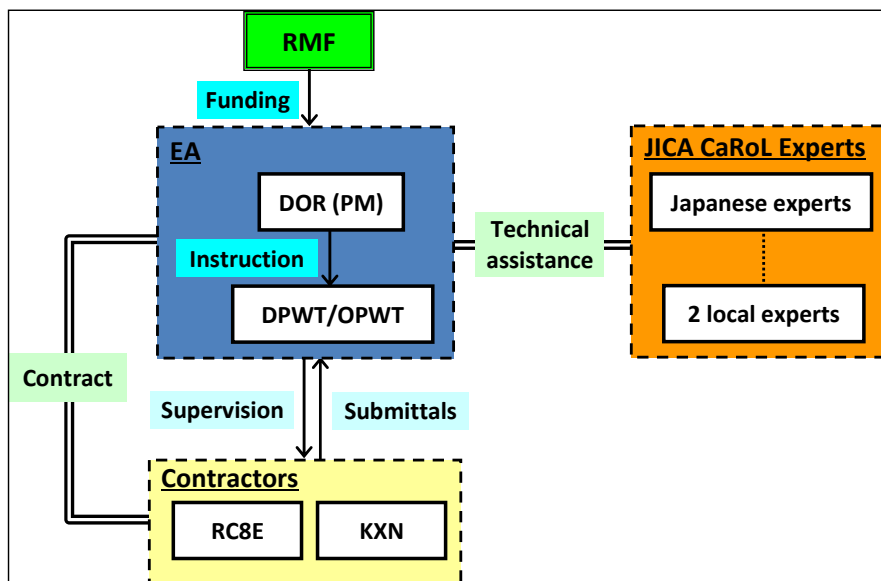 RMF
Funding
EA
JICA CaRoL Experts
DOR (PM)
Japanese experts
Technical
assistance
Instruction
DPWT/OPWT
2 local experts
Contract
Supervision
Submittals
Contractors
RC8E
KXN